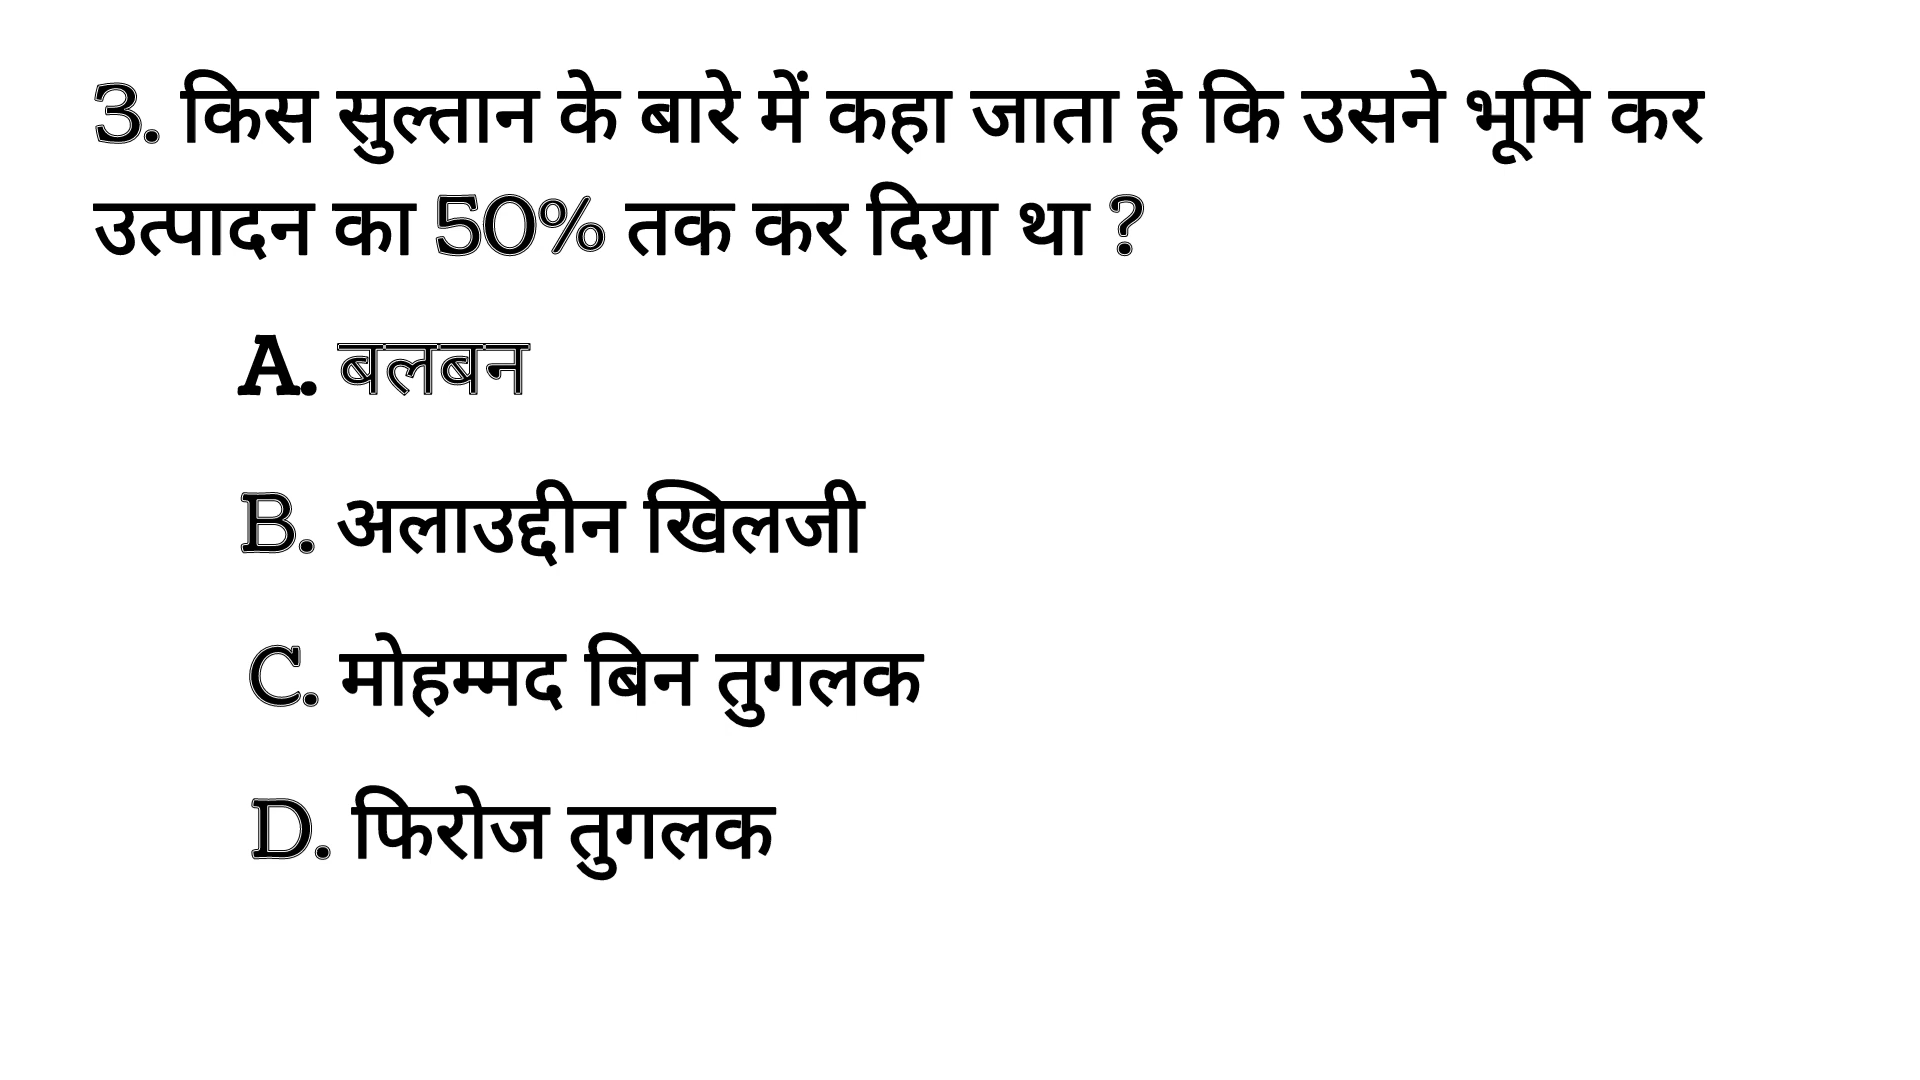 3. किस सुल्तान के बारे में कहा जाता है कि उसने भूमि कर
उत्पादन का 50% तक कर दिया था ?
A. बलबन
B. अलाउद्दीन खिलजी
C. मोहम्मद बिन तुगलक
D. फिरोज तुगलक